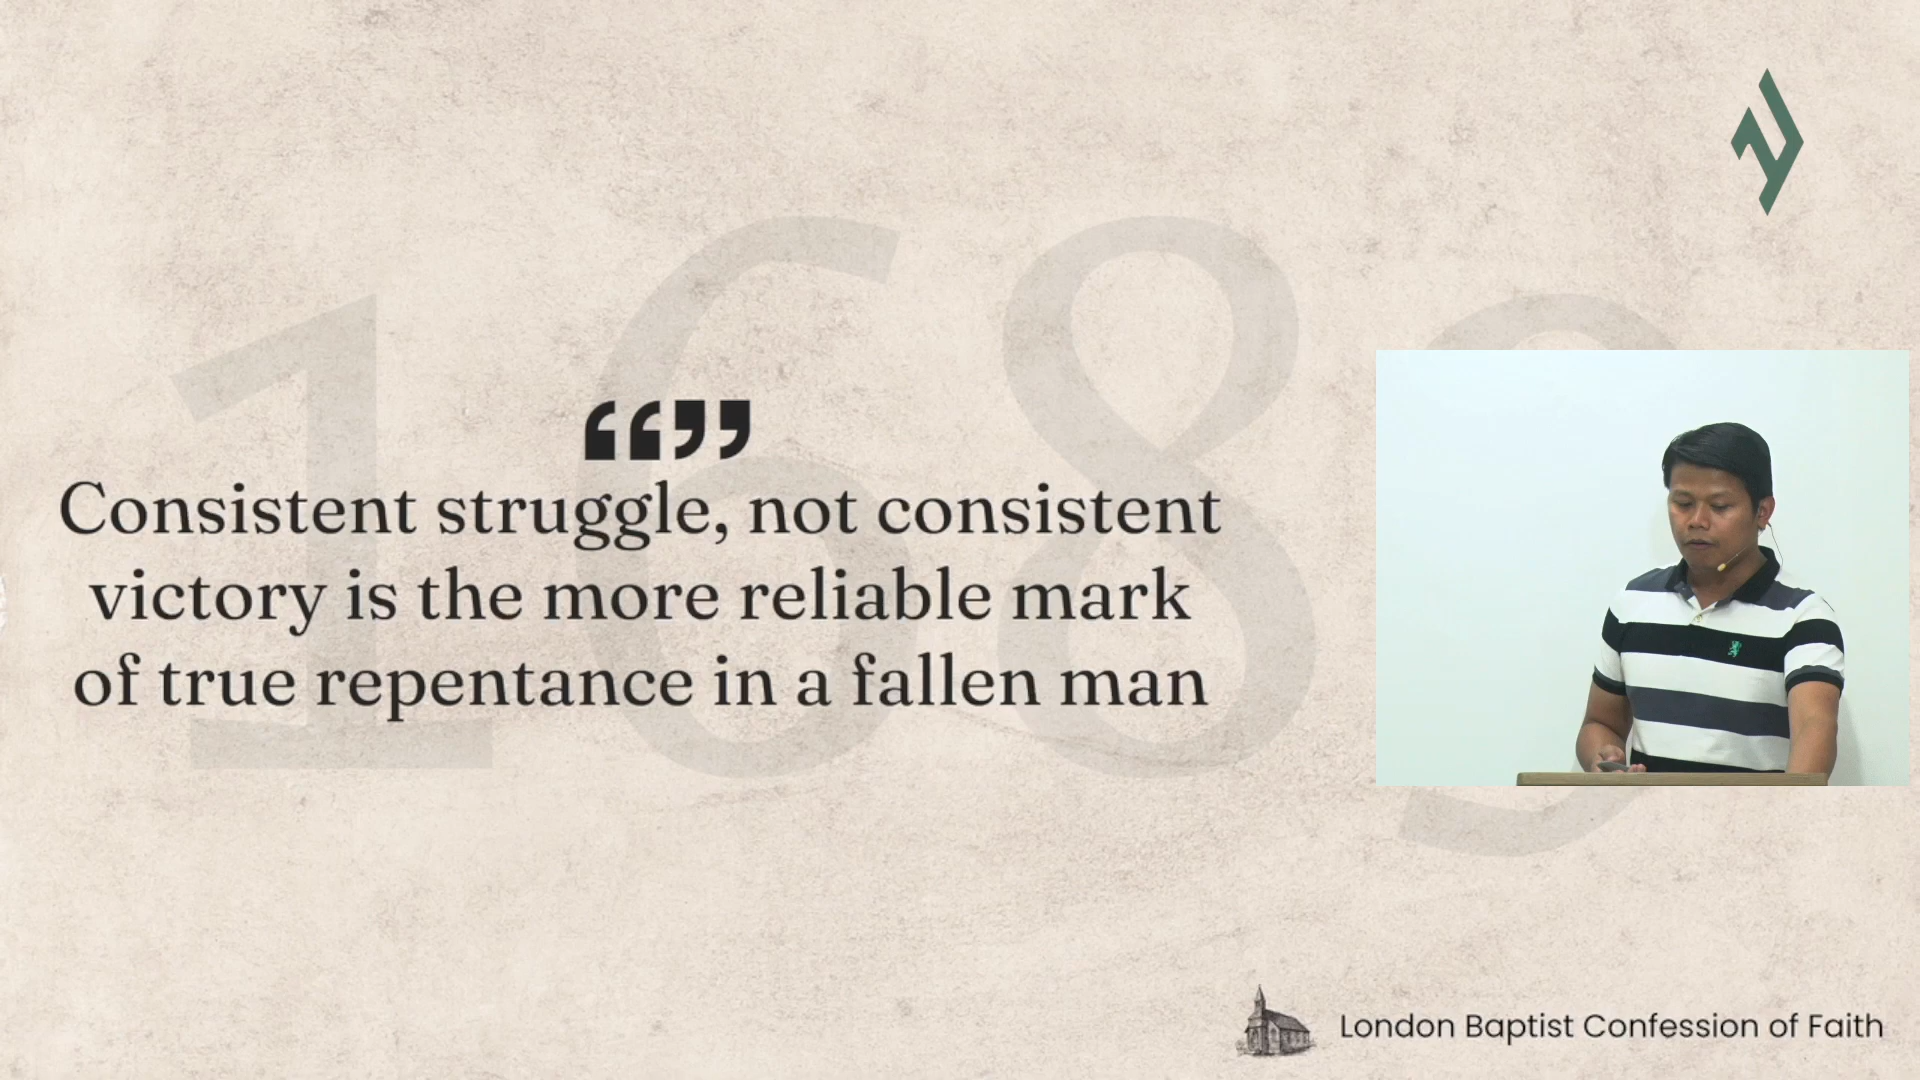 1689
“”
Consistent struggle, not consistent
victory is the more reliable mark
of true repentance in a fallen man
London Baptist Confession of Faith